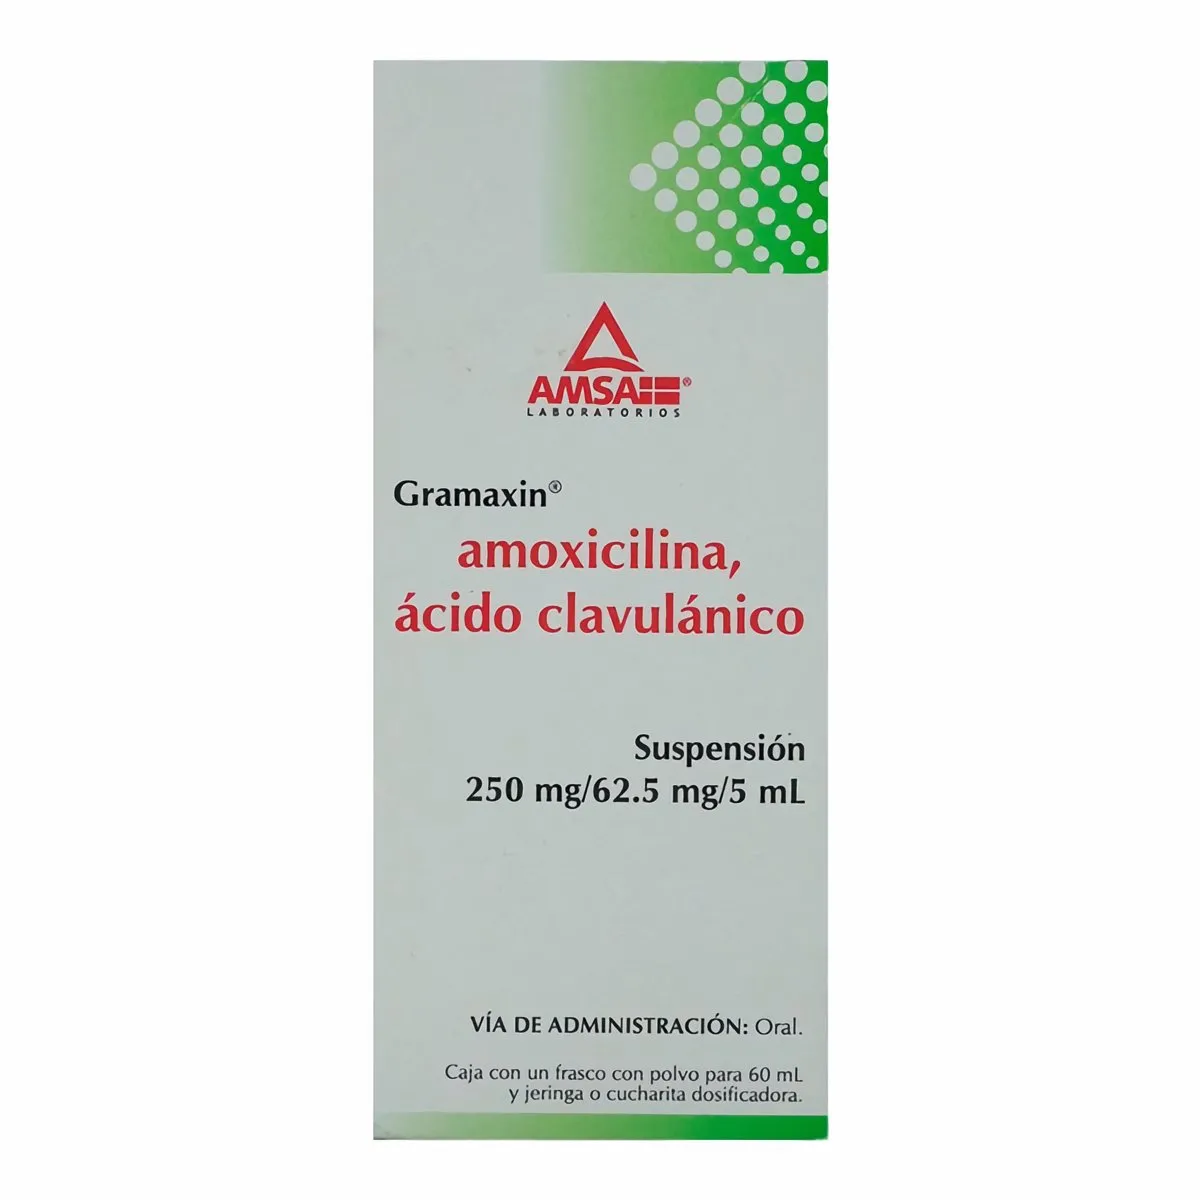 AMSA®
LABORATORIOS
Gramaxin®
amoxicilina,
ácido clavulánico
Suspensión
250 mg/62.5 mg/5 mL
VÍA DE ADMINISTRACIÓN: Oral.
Caja con un frasco con polvo para 60 mL
y jeringa o cucharita dosificadora.